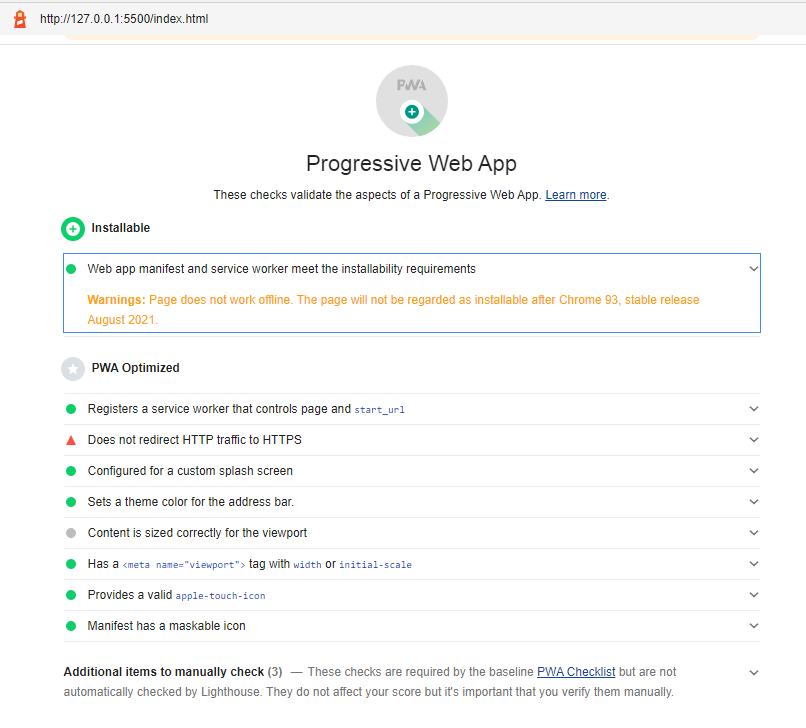 http://127.0.0.1:5500/index.html
PWA
Progressive Web App
These checks validate the aspects of a Progressive Web App. Learn more.
Installable
Web app manifest and service worker meet the installability requirements
Warnings: Page does not work offline. The page will not be regarded as installable after Chrome 93, stable release
August 2021.
PWA Optimized
Registers a service worker that controls page and start_url
Does not redirect HTTP traffic to HTTPS
Configured for a custom splash screen
Sets a theme color for the address bar.
Content is sized correctly for the viewport
Has a <meta name="viewport"> tag with width or initial-scale
Provides a valid apple-touch-icon
Manifest has a maskable icon
Additional items to manually check (3) — These checks are required by the baseline PWA Checklist but are not
automatically checked by Lighthouse. They do not affect your score but it's important that you verify them manually.